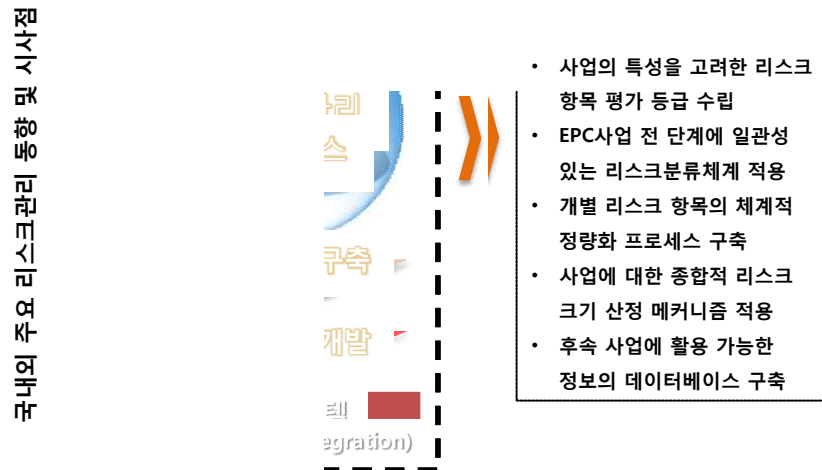 국내외 주요 리스크관리 동향 및 시사점
구축
개발
• 사업의 특성을 고려한 리스크
항목 평가 등급 수립
• EPC사업 전 단계에 일관성
있는 리스크분류체계 적용
• 개별 리스크 항목의 체계적
정량화 프로세스 구축
• 사업에 대한 종합적 리스크
크기 산정 메커니즘 적용
• 후속 사업에 활용 가능한
정보의 데이터베이스 구축